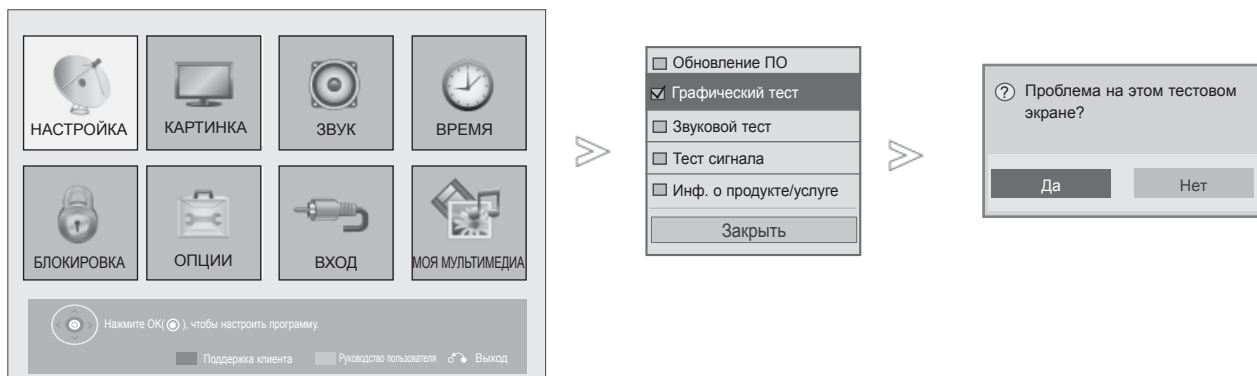 НАСТРОЙКА
КАРТИНКА
ЗВУК
ВРЕМЯ
БЛОКИРОВКА
ОПЦИИ
ВХОД
МОЯ МУЛЬТИМЕДИА
Нажмите OK( ), чтобы настроить программу.
Поддержка клиента Руководство пользователя Выход
Обновление ПО
Графический тест
Звуковой тест
Тест сигнала
Инф. о продукте/услуге
Закрыть
? Проблема на этом тестовом
экране?
Да
Нет